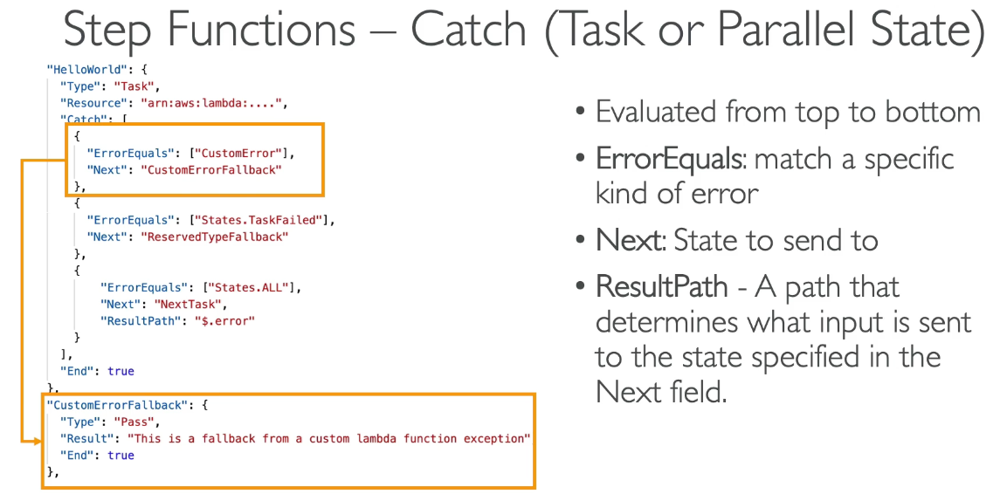 Step Functions – Catch (Task or Parallel State)
"HelloWorld": {
"Type": "Task",
"Resource": "arn:aws:lambda:....",
"Catch": [
{
"ErrorEquals": ["CustomError"],
"Next": "CustomErrorFallback"
},
{
"ErrorEquals": ["States.TaskFailed"],
"Next": "ReservedTypeFallback"
},
{
"ErrorEquals": ["States.ALL"],
"Next": "NextTask",
"ResultPath": "$.error"
}
],
"End": true
},
"CustomErrorFallback": {
"Type": "Pass",
"Result": "This is a fallback from a custom lambda function exception"
"End": true
},
• Evaluated from top to bottom
• ErrorEquals: match a specific
kind of error
• Next: State to send to
• ResultPath - A path that
determines what input is sent
to the state specified in the
Next field.